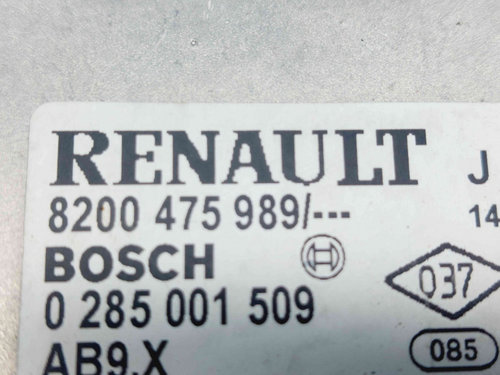 RENAULT J
8200 475 989/--- 14
BOSCH 037
0 285 001 509
AB9.X 085